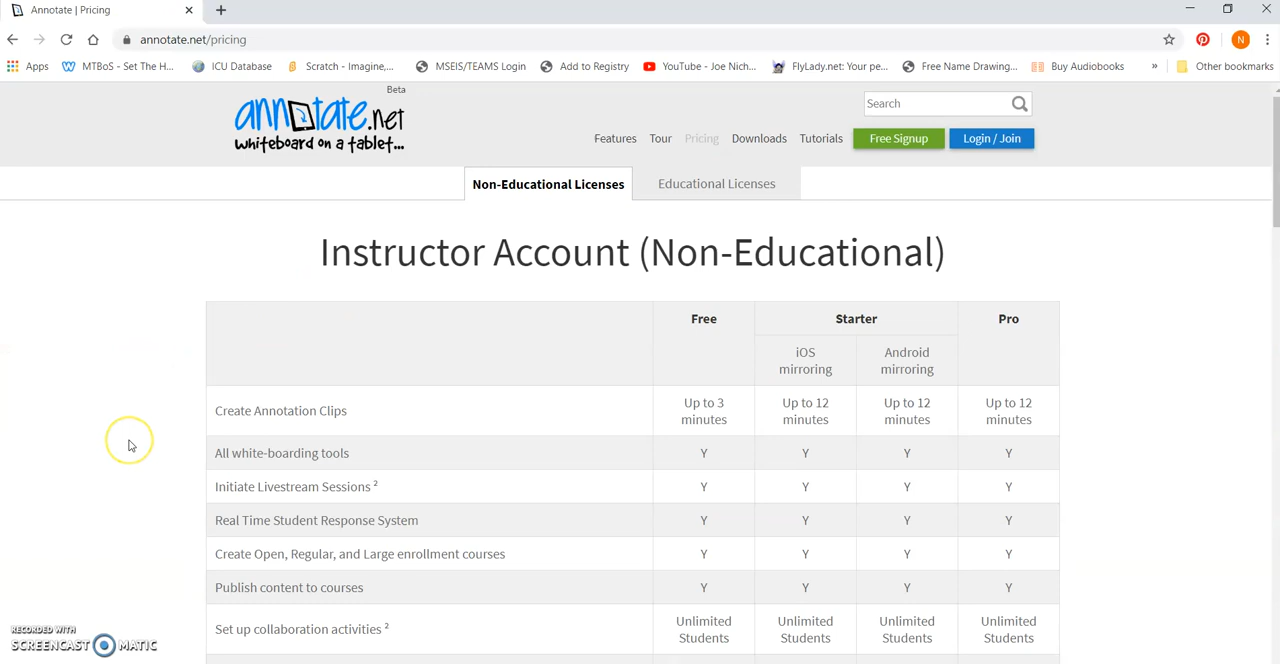 Annotate | Pricing
annotate.net/pricing
N
Apps MTBoS - Set The H... ICU Database Scratch - Imagine,... MSEIS/TEAMS Login Add to Registry YouTube - Joe Nich... FlyLady.net: Your pe... Free Name Drawing,... Buy Audiobooks » Other bookmarks
Beta
annotate.net
whiteboard on a tablet...
Search
Features Tour Pricing Downloads Tutorials Free Signup Login / Join
Non-Educational Licenses Educational Licenses
Instructor Account (Non-Educational)
Free Starter Pro
iOS mirroring Android mirroring
Create Annotation Clips Up to 3 minutes Up to 12 minutes Up to 12 minutes Up to 12 minutes
All white-boarding tools Y Y Y Y
Initiate Livestream Sessions 2 Y Y Y Y
Real Time Student Response System Y Y Y Y
Create Open, Regular, and Large enrollment courses Y Y Y Y
Publish content to courses Y Y Y Y
Set up collaboration activities 2 Unlimited Students Unlimited Students Unlimited Students Unlimited Students
RECORDED WITH
SCREENCAST MATIC